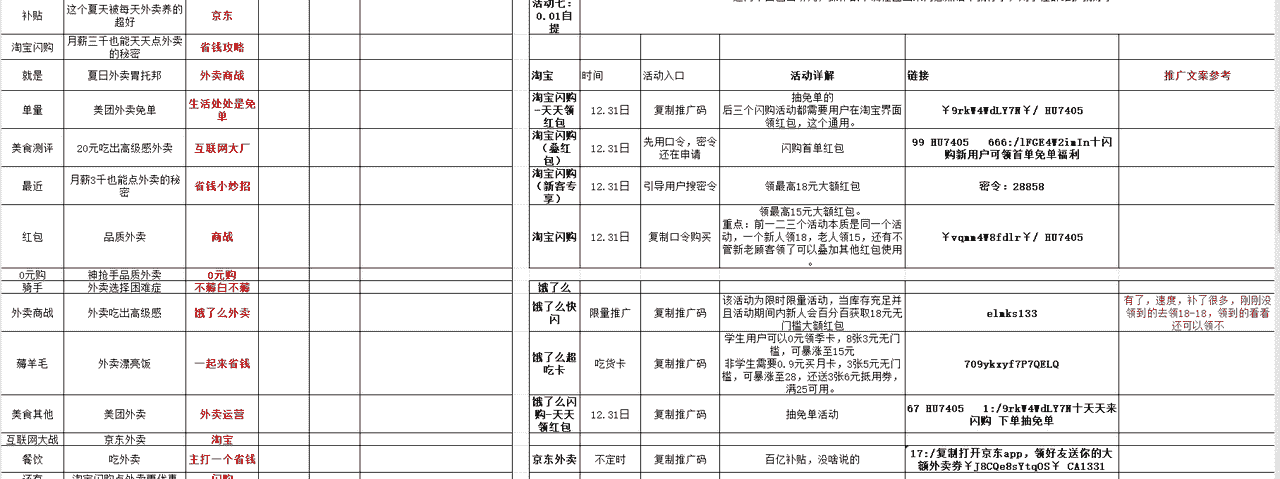 补贴
这个夏天被每天外卖养的
超好
京东
活动七:
0.01自
提
淘宝闪购
月薪三千也能天天点外卖
的秘密
省钱攻略
就是
夏日外卖胃托邦
外卖商战
淘宝
时间
活动入口
活动详解
链接
推广文案参考
单量
美团外卖免单
生活处处是免
单
淘宝闪购
-天天领
红包
12.31日
复制推广码
抽免单的
后三个闪购活动都需要用户在淘宝界面
领红包，这个通用。
￥9rkW4WdLY7N￥/ HU7405
美食测评
20元吃出高级感外卖
互联网大厂
淘宝闪购
（叠红
包）
12.31日
先用口令，密令
还在申请
闪购首单红包
99 HU7405 666:/lFGE4W2imIn十闪
购新用户可领首单免单福利
最近
月薪3千也能点外卖的秘
密
省钱小妙招
淘宝闪购
（新客专
享）
12.31日
引导用户搜密令
领最高18元大额红包
密令：28858
红包
品质外卖
商战
淘宝闪购
12.31日
复制口令购买
领最高15元大额红包。
重点：前一二三个活动本质是同一个活
动，一个新人领18，老人领15，还有不
管新老顾客领了可以叠加其他红包使用
。
￥vqmm4W8fdlr￥/ HU7405
0元购
神抢手品质外卖
0元购
骑手
外卖选择困难症
不薅白不薅
饿了么
外卖商战
外卖吃出高级感
饿了么外卖
饿了么快
闪
限量推广
该活动为限时限量活动，当库存充足并
且活动期间内新人会百分百获取18元无
门槛大额红包
elmks133
有了，速度，补了很多，刚刚没
领到的去领18-18，领到的看看
还可以领不
薅羊毛
外卖漂亮饭
一起来省钱
饿了么超
吃卡
吃货卡
学生用户可以0元领季卡，8张3元无门
槛，可暴涨至15元
非学生需要0.9元买月卡，3张5元无门
槛，可暴涨至28，还送3张6元抵用券，
满25可用。
709ykxyf7P7QELQ
美食其他
美团外卖
外卖运营
饿了么闪
购-天天
领红包
12.31日
复制推广码
抽免单活动
67 HU7405 1:/9rkW4WdLY7N十天天来
闪购 下单抽免单
互联网大战
京东外卖
淘宝
餐饮
吃外卖
主打一个省钱
京东外卖
不定时
复制推广码
百亿补贴，没啥说的
17:/复制打开京东app，领好友送你的大
额外卖券￥J8CQe8sYtqOS￥ CA1331
还有
淘宝闪购点外卖更优惠
闪购